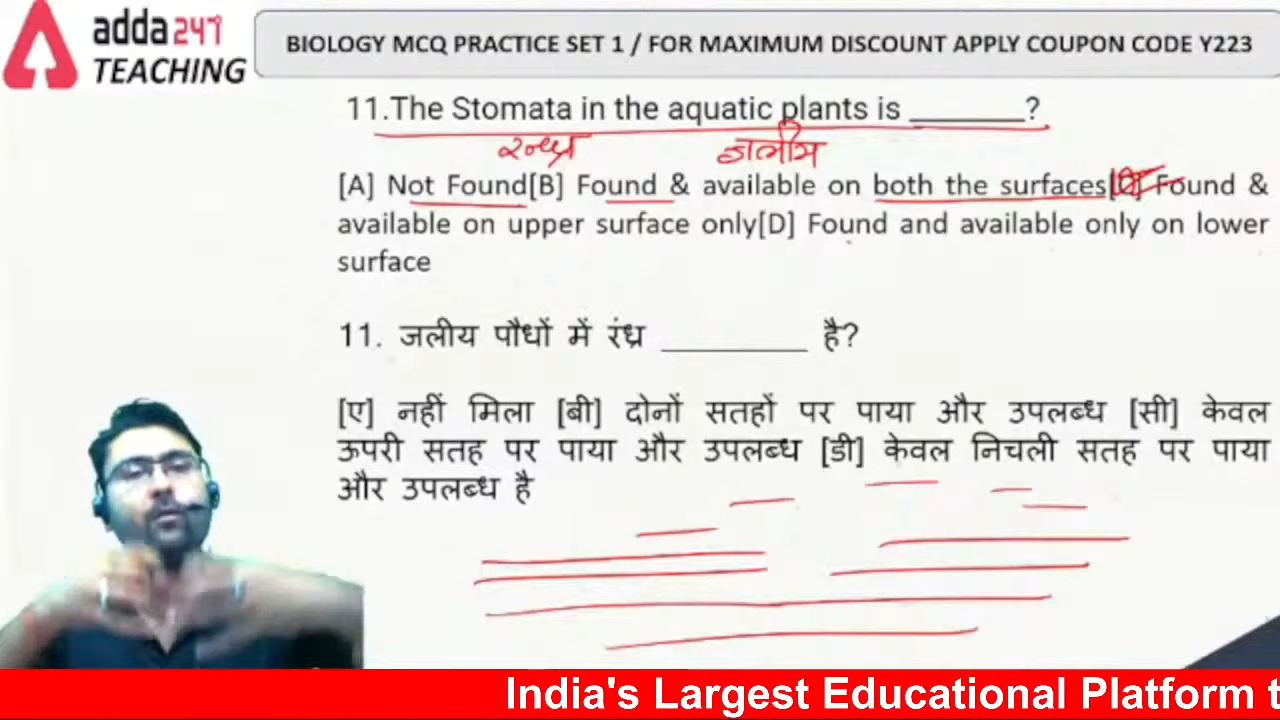 adda 247
TEACHING
BIOLOGY MCQ PRACTICE SET 1 / FOR MAXIMUM DISCOUNT APPLY COUPON CODE Y223
11.The Stomata in the aquatic plants is _______?
रन्ध्र जलीय
[A] Not Found[B] Found & available on both the surfaces[C] Found &
available on upper surface only[D] Found and available only on lower
surface
11. जलीय पौधों में रंध्र _________ है?
[ए] नहीं मिला [बी] दोनों सतहों पर पाया और उपलब्ध [सी] केवल
ऊपरी सतह पर पाया और उपलब्ध [डी] केवल निचली सतह पर पाया
और उपलब्ध है
India's Largest Educational Platform t